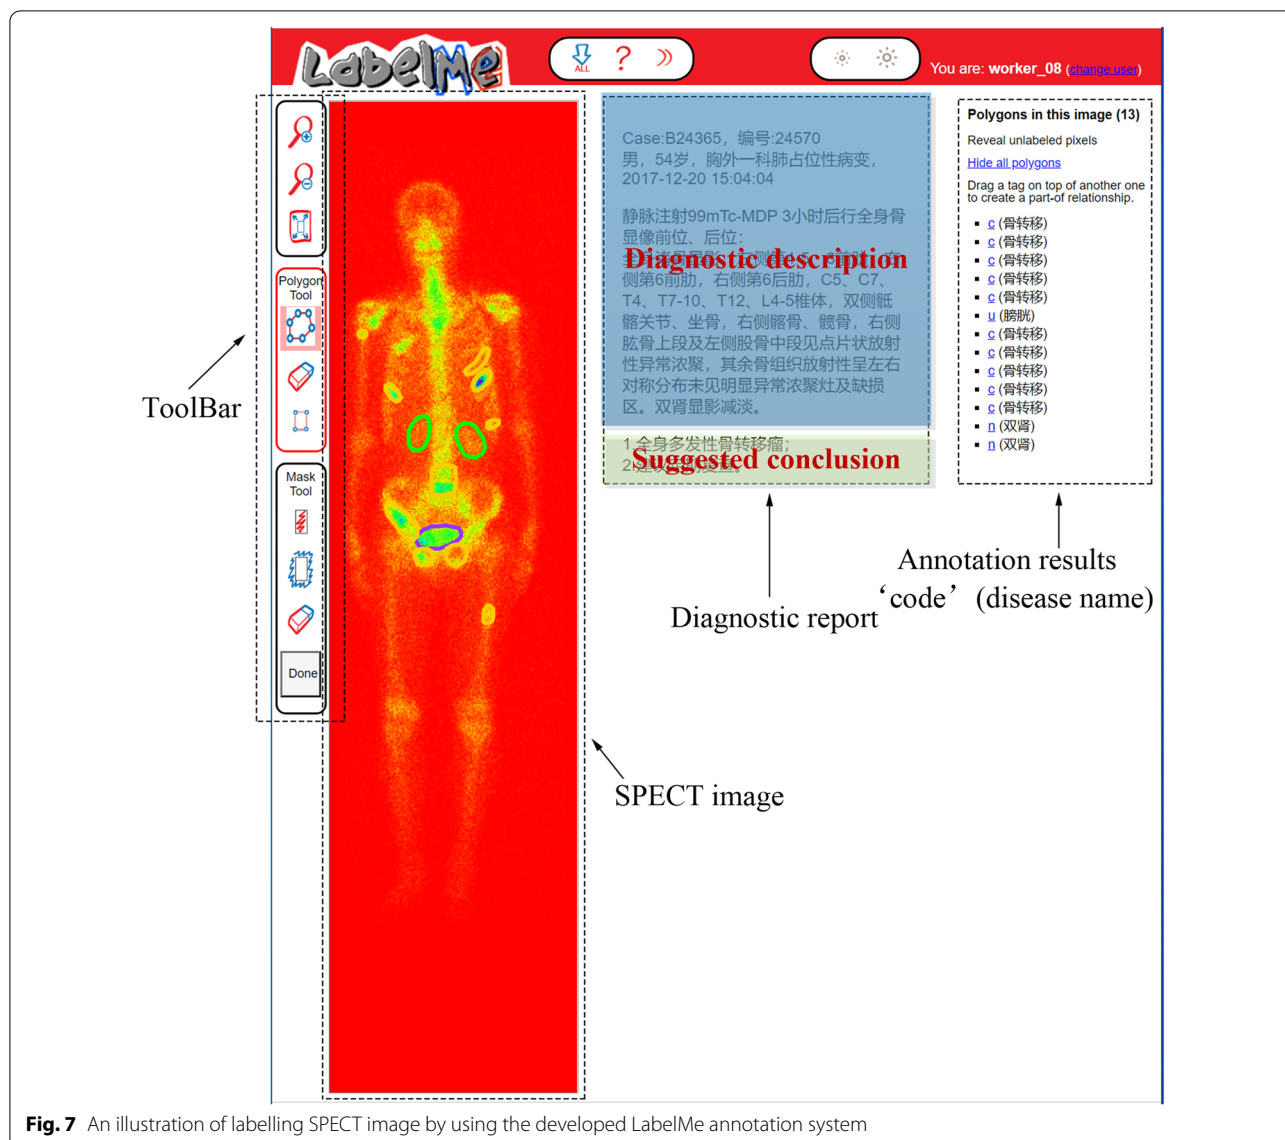 LabelMe
ALL
?
You are: worker_08 (change user)
Polygon
Tool
Mask
Tool
Done
ToolBar
Case:B24365，编号:24570
男，54岁，胸外一科肺占位性病变，
2017-12-20 15:04:04
静脉注射99mTc-MDP 3小时后行全身骨
显像前位、后位：
Diagnostic description
侧第6前肋，右侧第6后肋，C5、C7、
T4、T7-10、T12、L4-5椎体，双侧骶
髂关节、坐骨，右侧髂骨、髋骨，右侧
肱骨上段及左侧股骨中段见点片状放射
性异常浓聚，其余骨组织放射性呈左右
对称分布未见明显异常浓聚灶及缺损
区。双肾显影减淡。
1.全身多发性骨转移瘤；
Suggested conclusion
Diagnostic report
SPECT image
Polygons in this image (13)
Reveal unlabeled pixels
Hide all polygons
Drag a tag on top of another one
to create a part-of relationship.
c (骨转移)
c (骨转移)
c (骨转移)
c (骨转移)
c (骨转移)
u (膀胱)
c (骨转移)
c (骨转移)
c (骨转移)
c (骨转移)
c (骨转移)
n (双肾)
n (双肾)
Annotation results
‘code’ (disease name)
Fig. 7 An illustration of labelling SPECT image by using the developed LabelMe annotation system